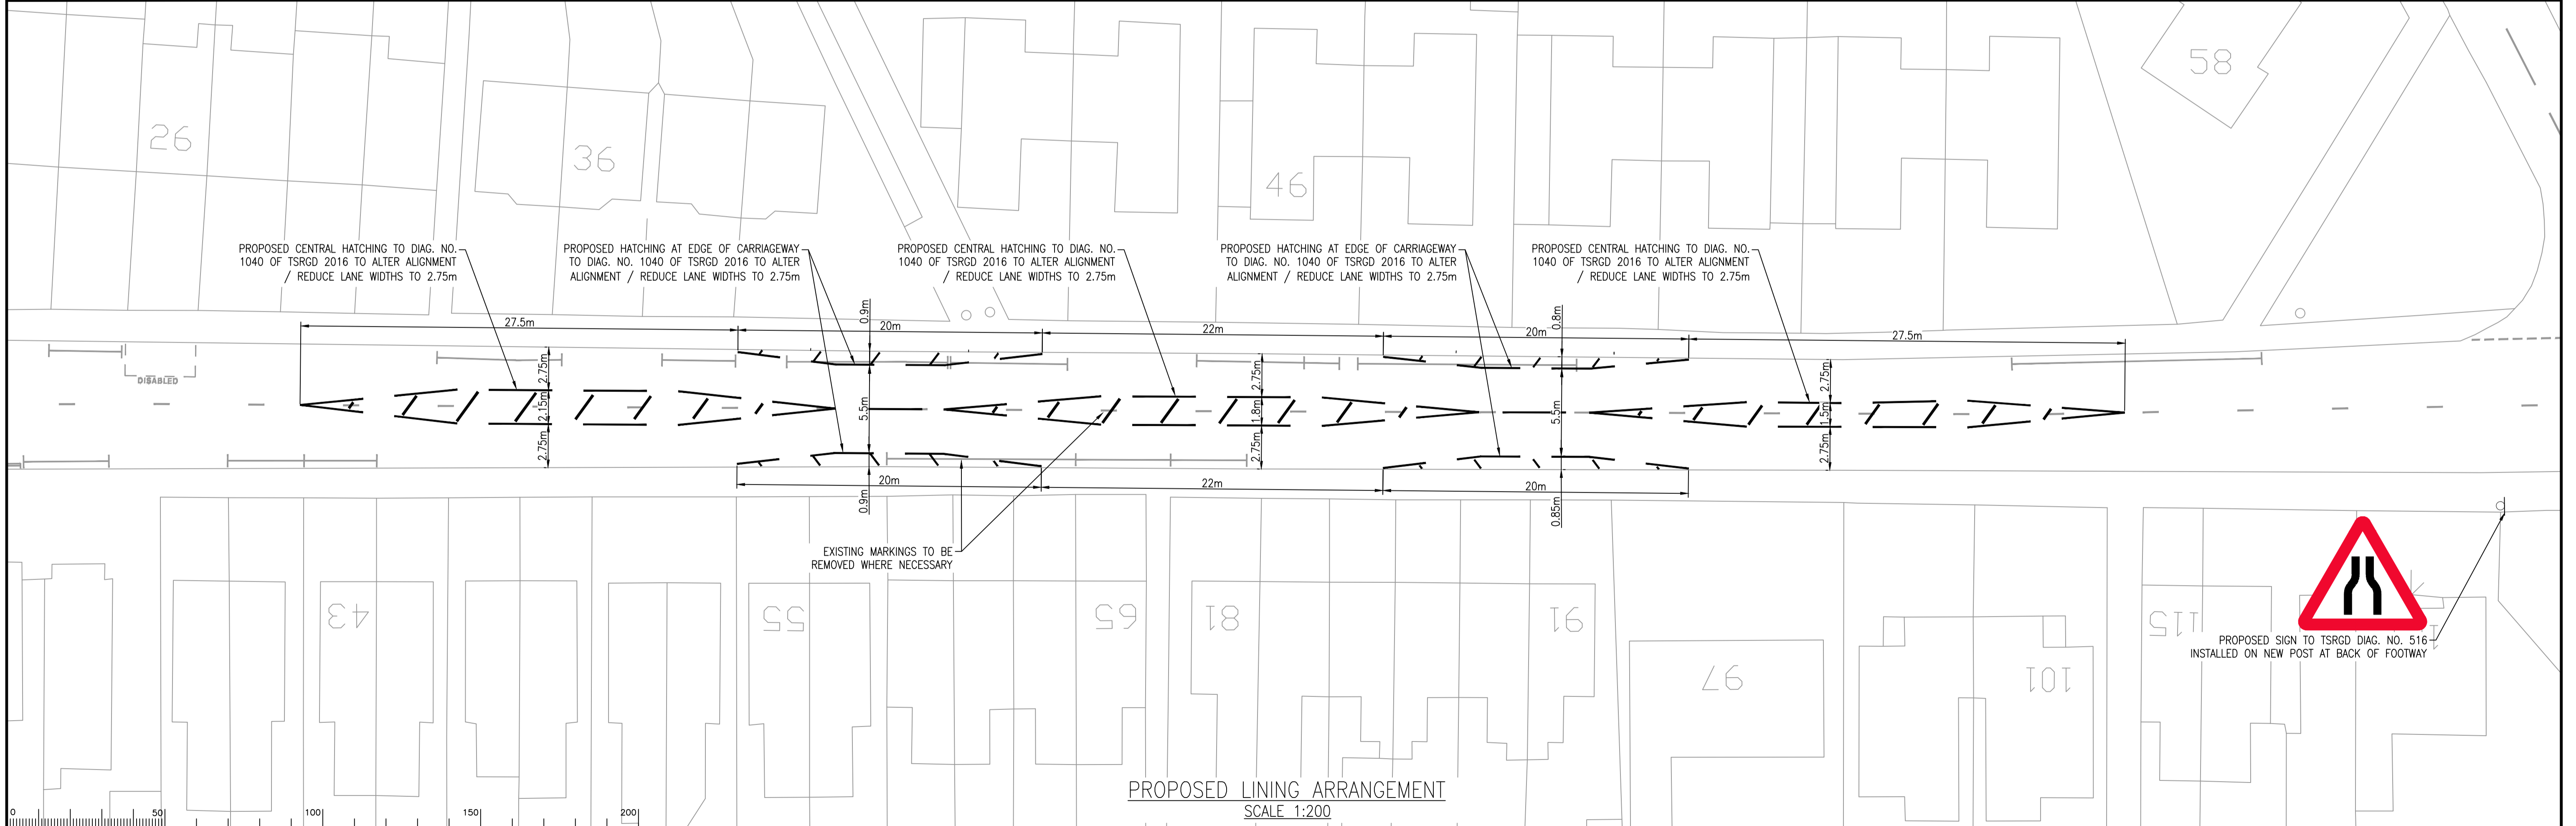 26
36
46
58
PROPOSED CENTRAL HATCHING TO DIAG. NO.
1040 OF TSRGD 2016 TO ALTER ALIGNMENT
/ REDUCE LANE WIDTHS TO 2.75m
PROPOSED HATCHING AT EDGE OF CARRIAGEWAY
TO DIAG. NO. 1040 OF TSRGD 2016 TO ALTER
ALIGNMENT / REDUCE LANE WIDTHS TO 2.75m
PROPOSED CENTRAL HATCHING TO DIAG. NO.
1040 OF TSRGD 2016 TO ALTER ALIGNMENT
/ REDUCE LANE WIDTHS TO 2.75m
PROPOSED HATCHING AT EDGE OF CARRIAGEWAY
TO DIAG. NO. 1040 OF TSRGD 2016 TO ALTER
ALIGNMENT / REDUCE LANE WIDTHS TO 2.75m
PROPOSED CENTRAL HATCHING TO DIAG. NO.
1040 OF TSRGD 2016 TO ALTER ALIGNMENT
/ REDUCE LANE WIDTHS TO 2.75m
27.5m
20m
22m
20m
27.5m
0.9m
0.8m
DISABLED
2.75m
2.15m
2.75m
5.5m
2.75m
1.8m
2.75m
5.5m
2.75m
1.5m
2.75m
20m
22m
20m
0.9m
0.85m
EXISTING MARKINGS TO BE
REMOVED WHERE NECESSARY
43
55
65
81
91
97
101
115
1
PROPOSED SIGN TO TSRGD DIAG. NO. 516
INSTALLED ON NEW POST AT BACK OF FOOTWAY
PROPOSED LINING ARRANGEMENT
SCALE 1:200
0
50
100
150
200